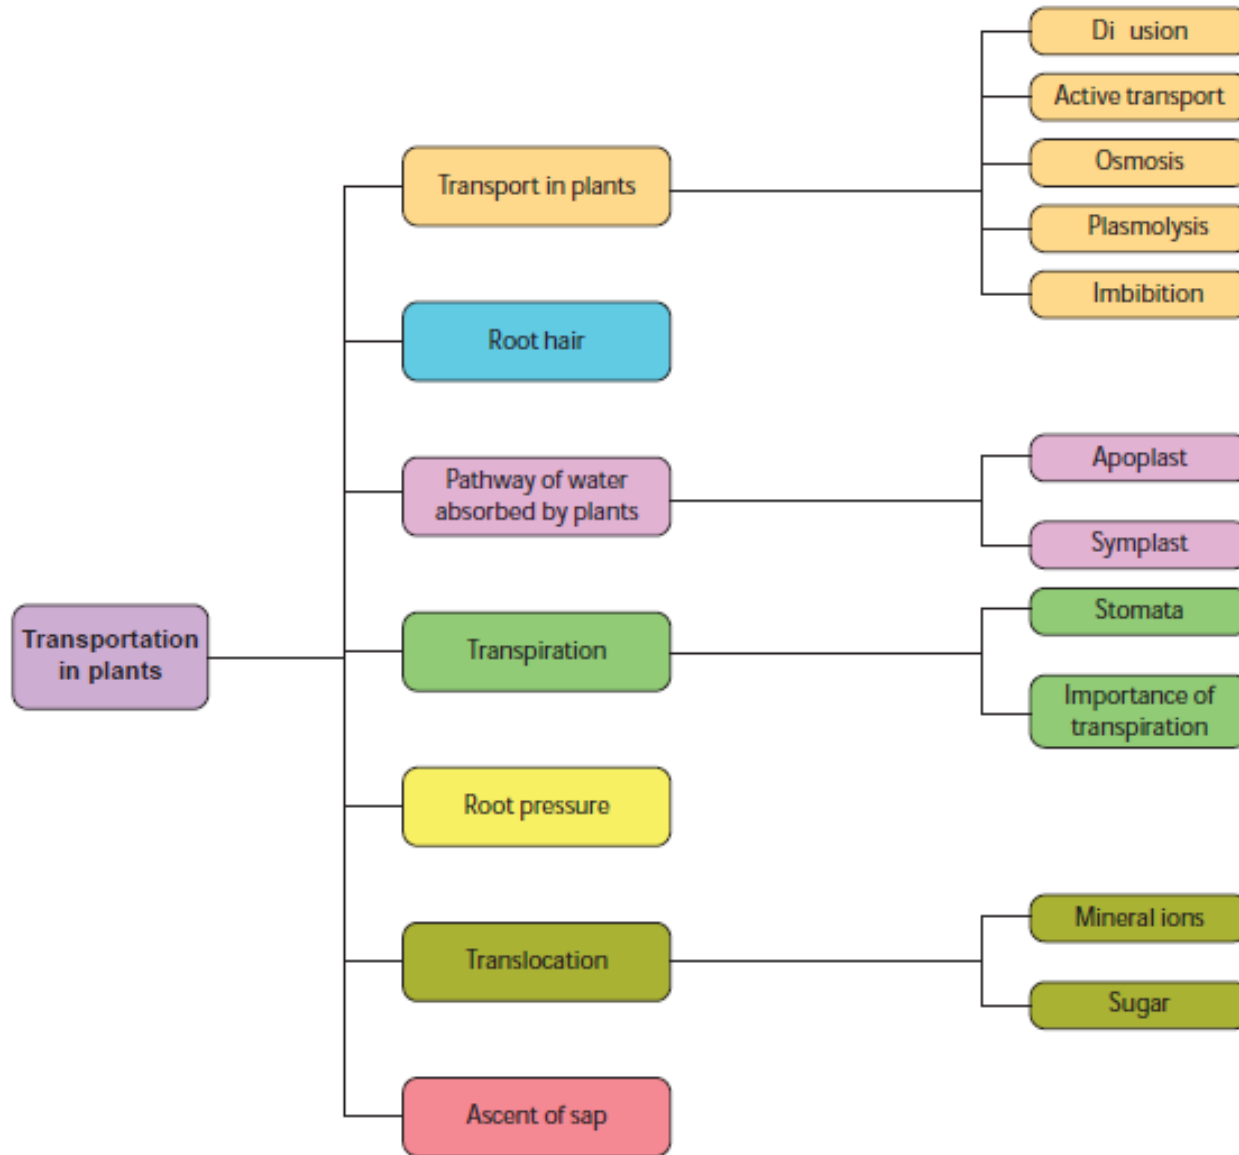 Transportation
in plants
Transport in plants
Di usion
Active transport
Osmosis
Plasmolysis
Imbibition
Root hair
Pathway of water
absorbed by plants
Apoplast
Symplast
Transpiration
Stomata
Importance of
transpiration
Root pressure
Translocation
Mineral ions
Sugar
Ascent of sap